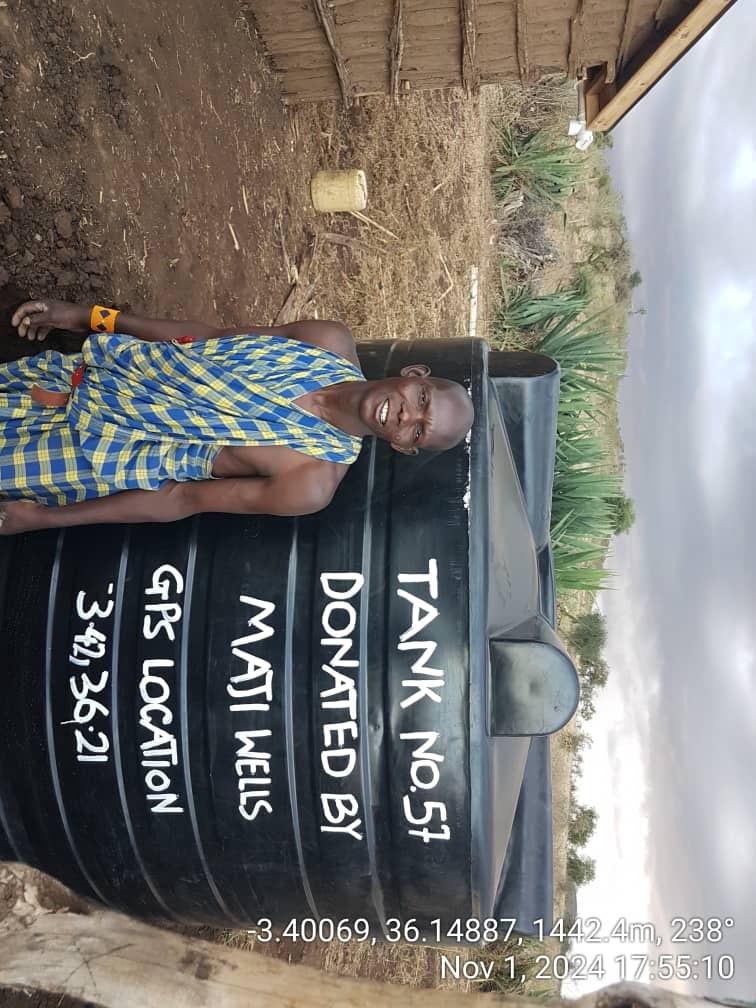 TANK NO.57
DONATED BY
MAJI WELLS
GPS LOCATION
3.42, 36.21
-3.40069, 36.14887, 1442.4m, 238°
Nov 1, 2024 17:55:10